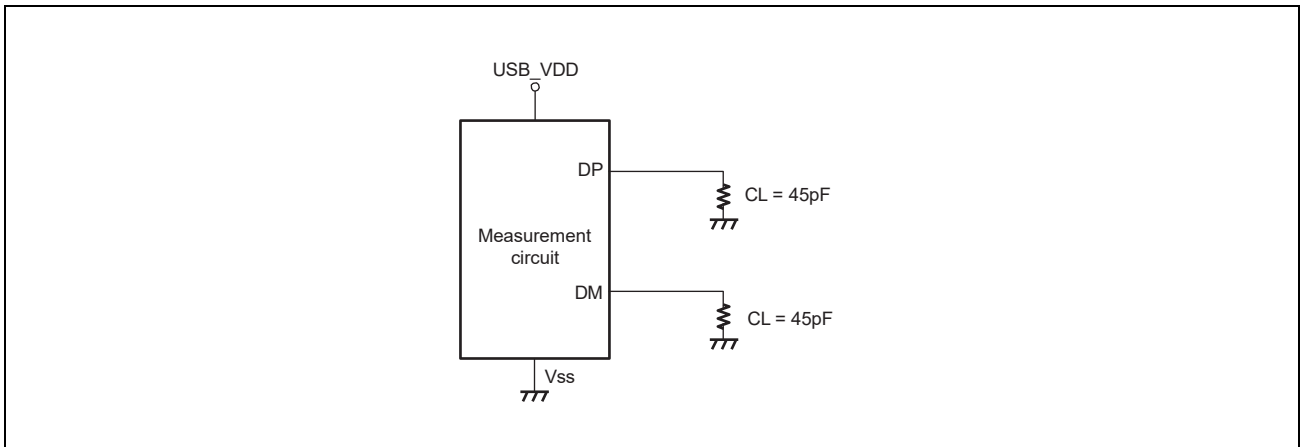 USB_VDD
DP
CL = 45pF
Measurement
circuit
DM
CL = 45pF
Vss